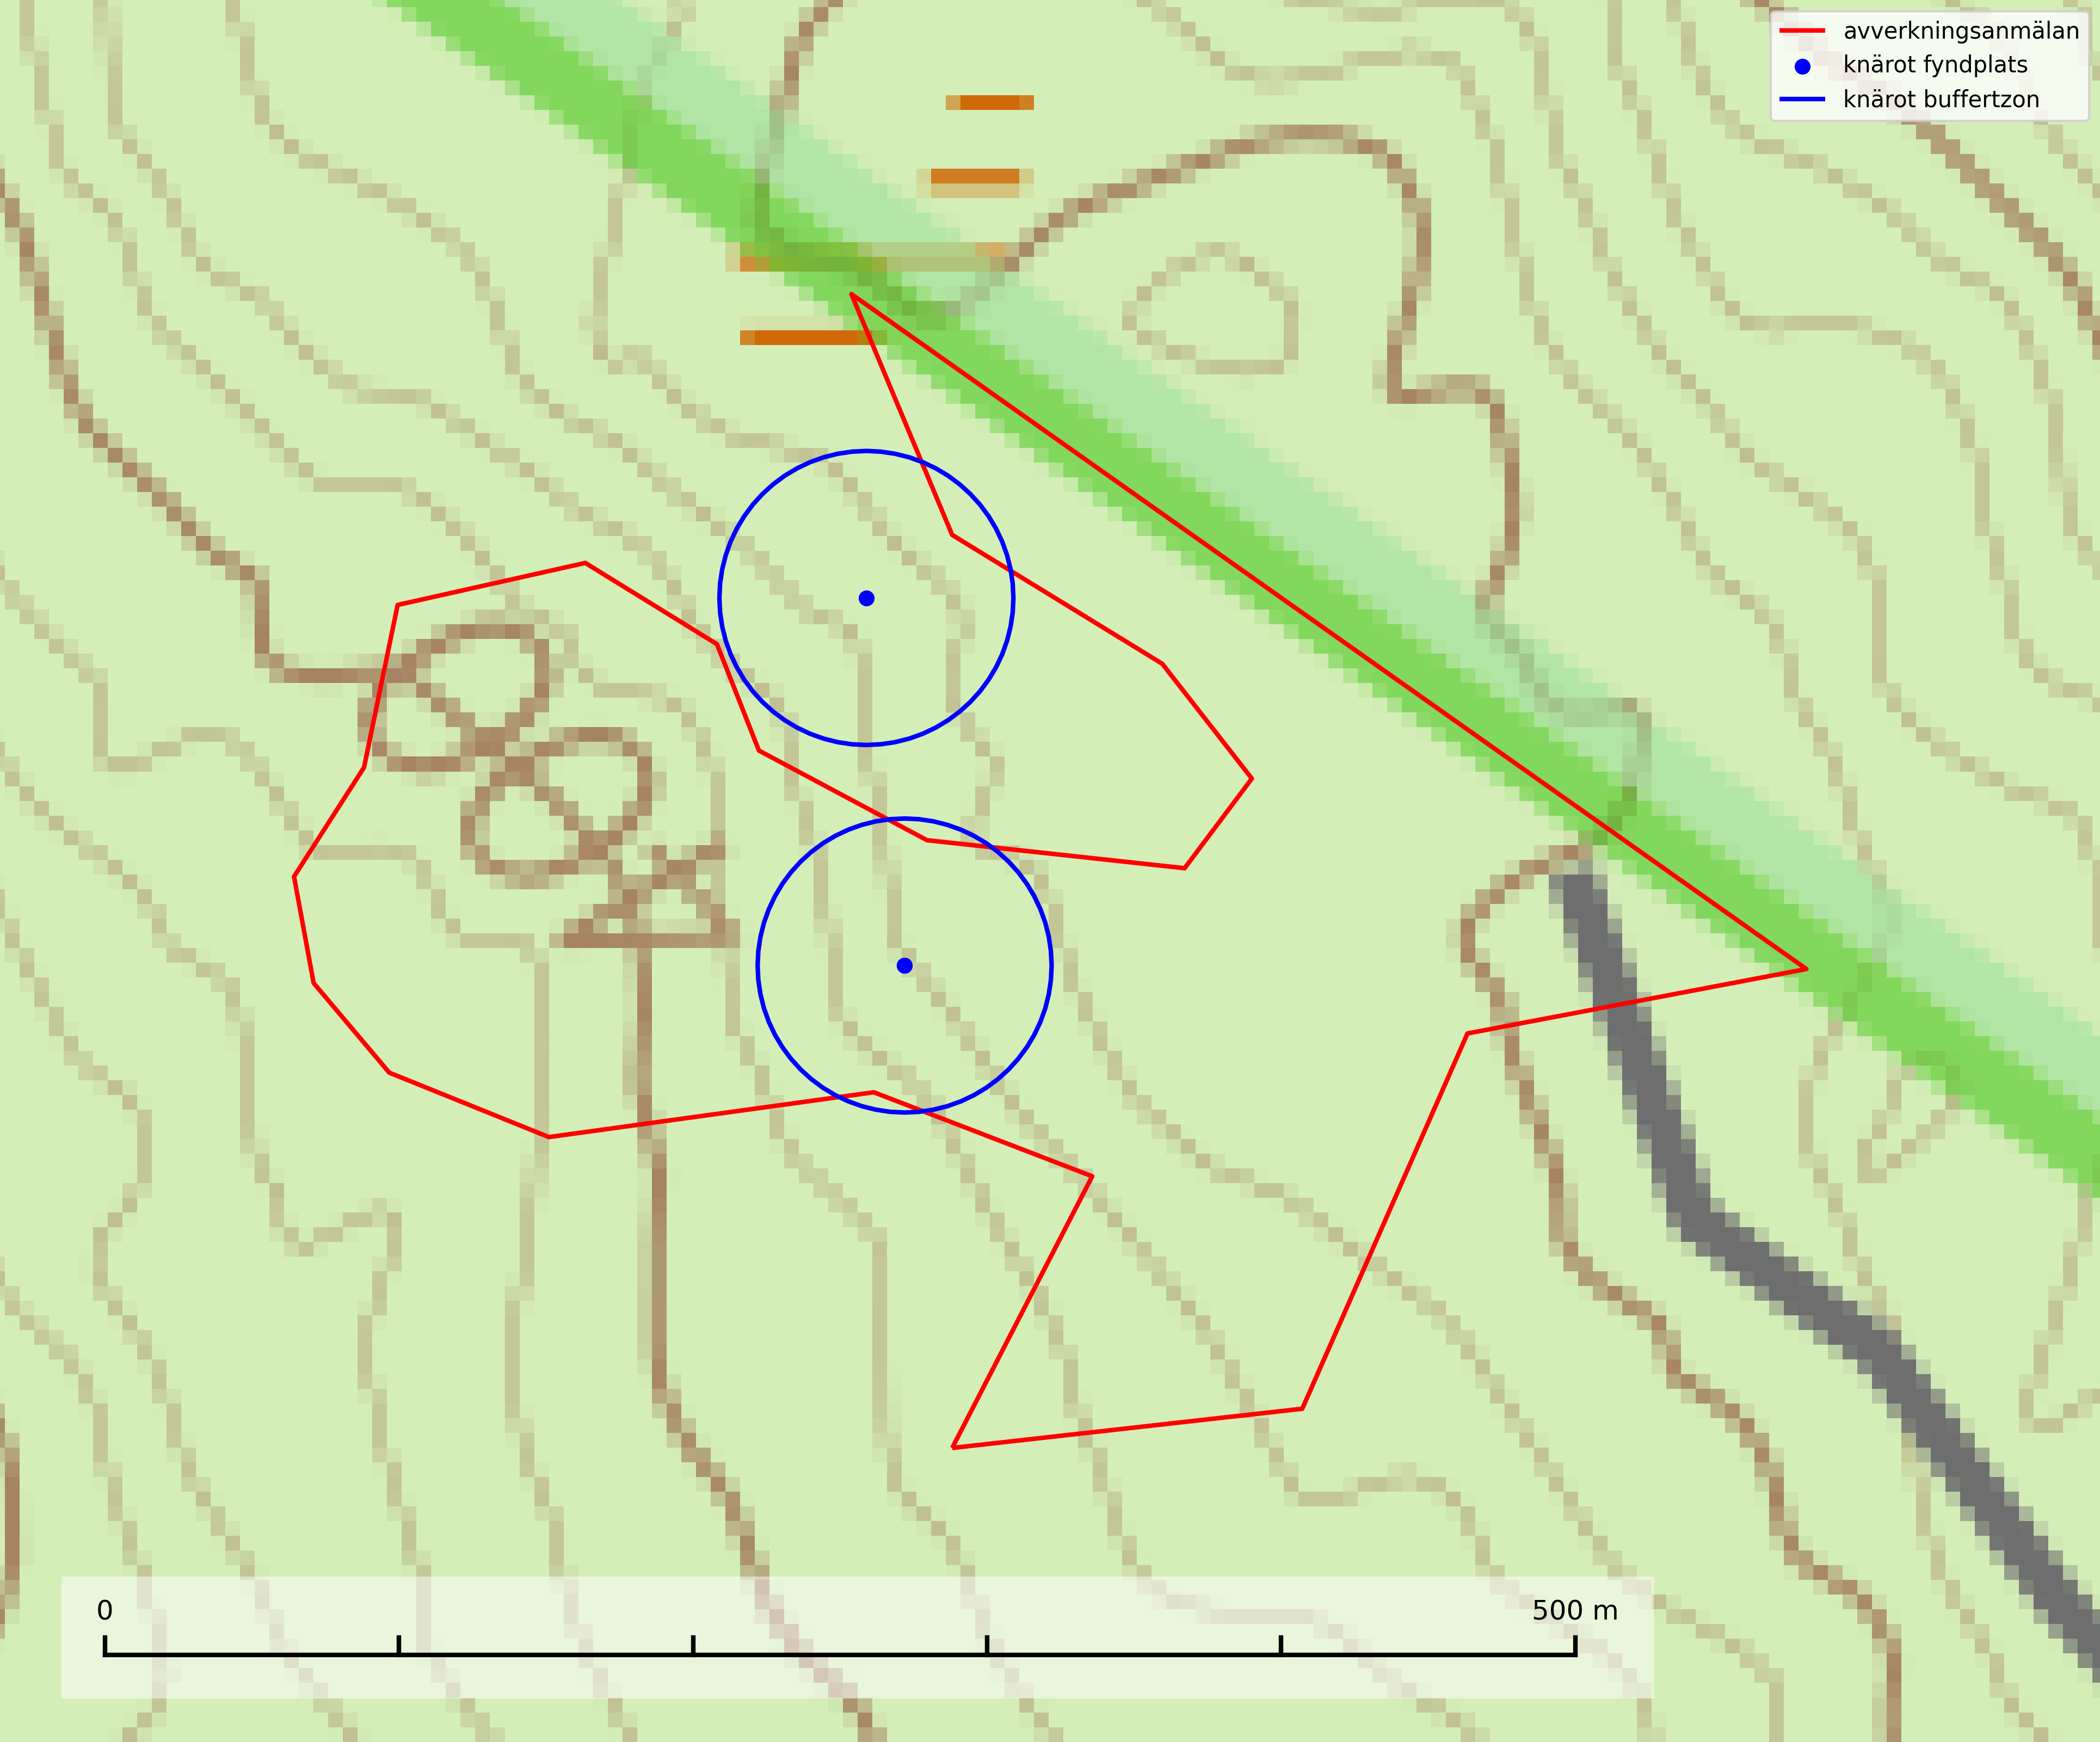 avverkningsanmälan
knärot fyndplats
knärot buffertzon
0
500 m